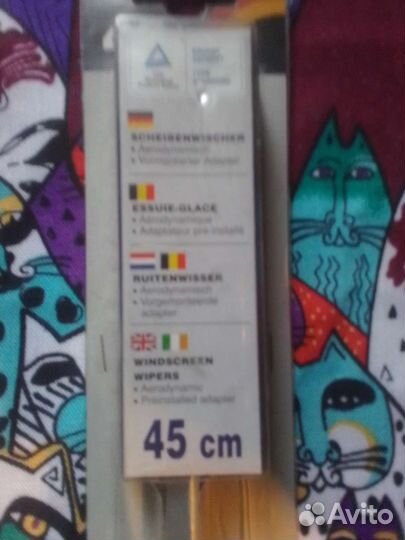 SCHEIBENWISCHER
• Aerodynamisch
• Vormontierter Adapter
ESSUIE-GLACE
• Aérodynamique
• Adaptateur pré-installé
RUITENWISSER
• Aerodynamisch
• Vorgemonteerde
adapter
WINDSCREEN
WIPERS
• Aerodynamic
• Preinstalled adapter
45 cm
Avito